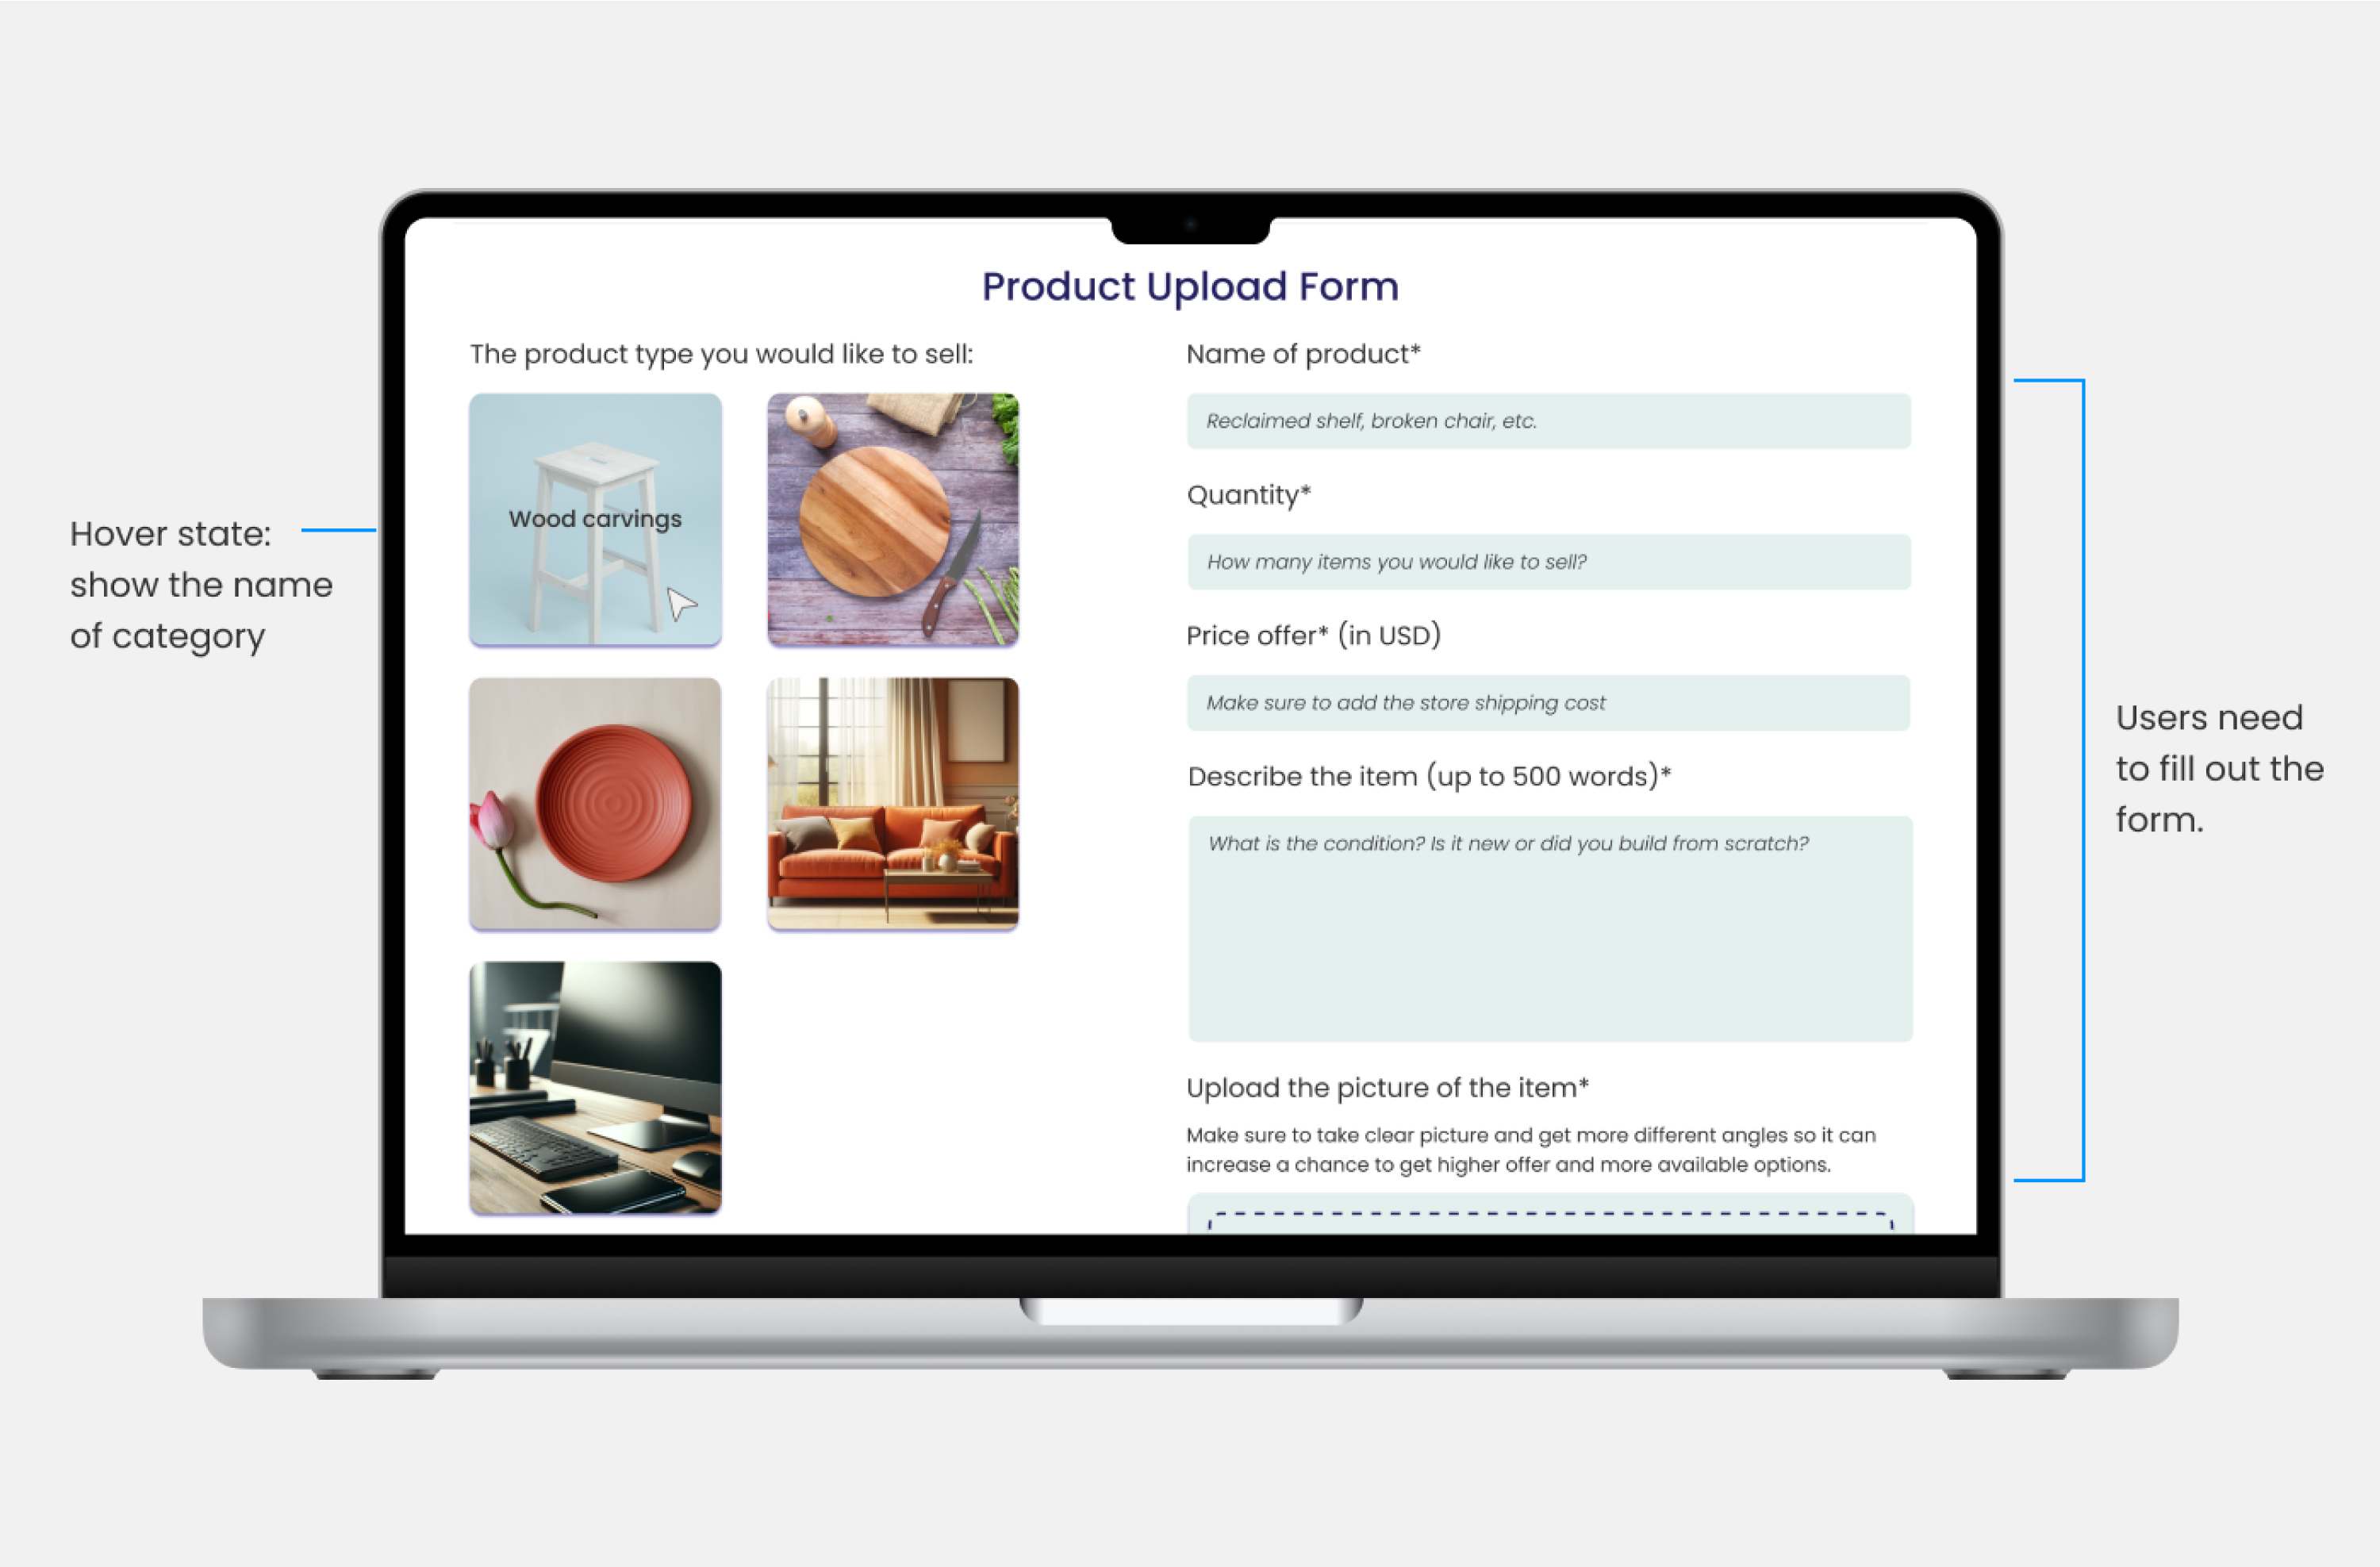 Product Upload Form
The product type you would like to sell:
Wood carvings
Hover state:
show the name
of category
Name of product*
Reclaimed shelf, broken chair, etc.
Quantity*
How many items you would like to sell?
Price offer* (in USD)
Make sure to add the store shipping cost
Describe the item (up to 500 words)*
What is the condition? Is it new or did you build from scratch?
Upload the picture of the item*
Make sure to take clear picture and get more different angles so it can
increase a chance to get higher offer and more available options.
Users need
to fill out the
form.